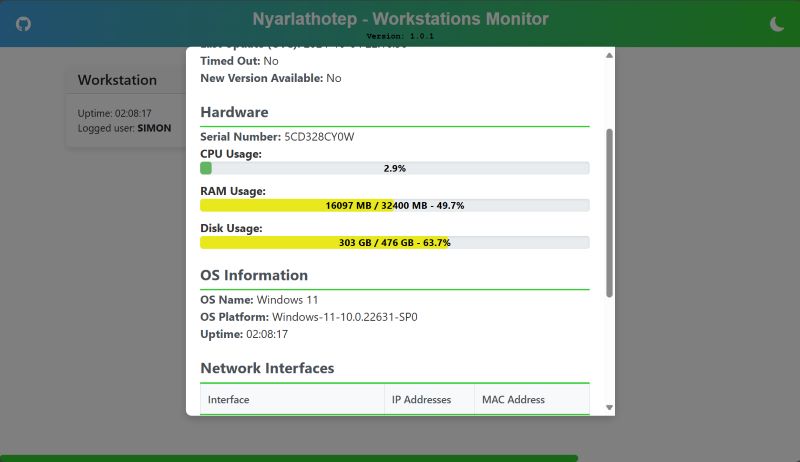 Nyarlathotep - Workstations Monitor
Version: 1.0.1
Workstation
Uptime: 02:08:17
Logged user: SIMON
Timed Out: No
New Version Available: No
Hardware
Serial Number: 5CD328CY0W
CPU Usage:
2.9%
RAM Usage:
16097 MB / 32400 MB - 49.7%
Disk Usage:
303 GB / 476 GB - 63.7%
OS Information
OS Name: Windows 11
OS Platform: Windows-11-10.0.22631-SP0
Uptime: 02:08:17
Network Interfaces
Interface IP Addresses MAC Address